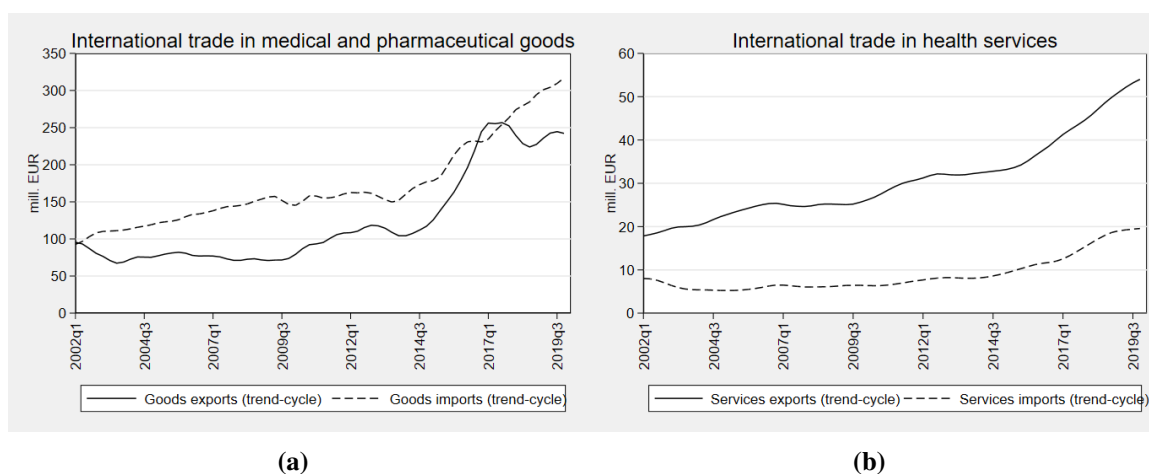 International trade in medical and pharmaceutical goods
350
300
250
200
150
100
50
0
mill. EUR
2002q1
2004q3
2007q1
2009q3
2012q1
2014q3
2017q1
2019q3
Goods exports (trend-cycle)
Goods imports (trend-cycle)
(a)
International trade in health services
60
50
40
30
20
10
0
mill. EUR
2002q1
2004q3
2007q1
2009q3
2012q1
2014q3
2017q1
2019q3
Services exports (trend-cycle)
Services imports (trend-cycle)
(b)